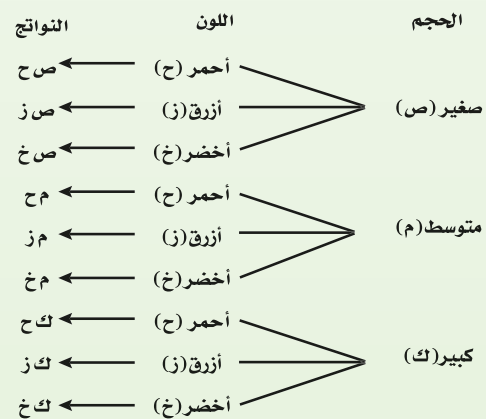 الحجم اللون النواتج
أحمر (ح) ص ح
صغير (ص) أزرق (ز) ص ز
أخضر (خ) ص خ
أحمر (ح) م ح
متوسط (م) أزرق (ز) م ز
أخضر (خ) م خ
أحمر (ح) ك ح
كبير (ك) أزرق (ز) ك ز
أخضر (خ) ك خ